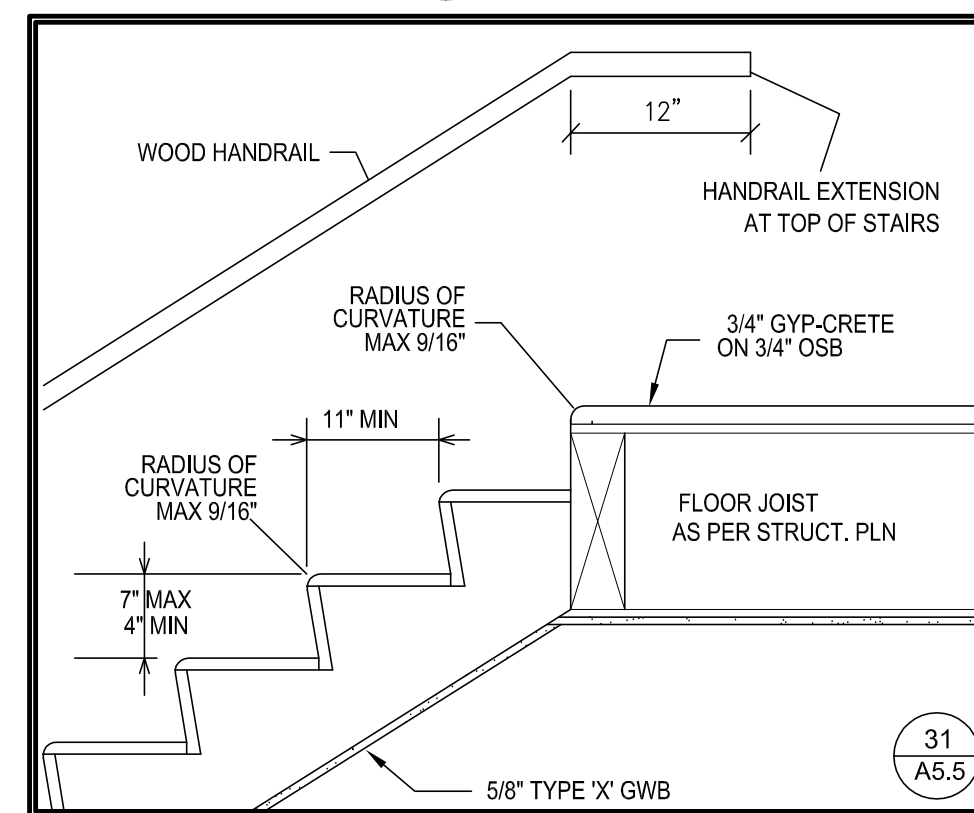 12”
WOOD HANDRAIL
HANDRAIL EXTENSION
AT TOP OF STAIRS
RADIUS OF
CURVATURE
MAX 9/16"
3/4" GYP-CRETE
ON 3/4" OSB
11" MIN
RADIUS OF
CURVATURE
MAX 9/16"
FLOOR JOIST
AS PER STRUCT. PLN
7" MAX
4" MIN
31
A5.5
5/8" TYPE 'X' GWB